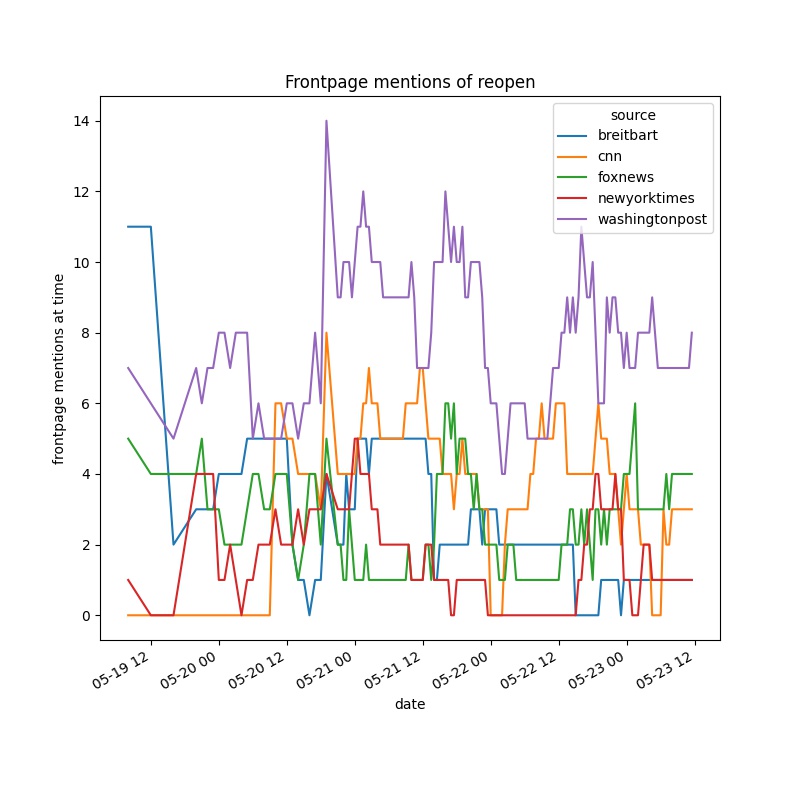 Frontpage mentions of reopen
source
breitbart
cnn
foxnews
newyorktimes
washingtonpost
frontpage mentions at time
14
12
10
8
6
4
2
0
05-19 12
05-20 00
05-20 12
05-21 00
05-21 12
05-22 00
05-22 12
05-23 00
05-23 12
date